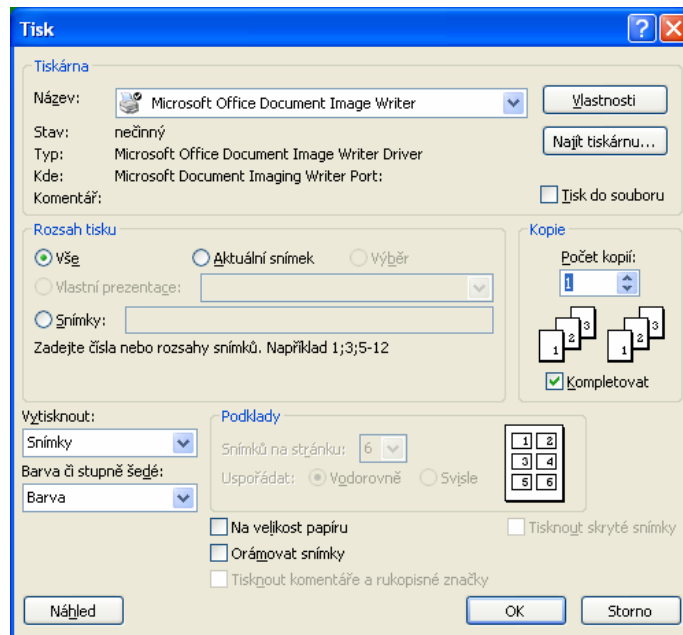 Tisk
Tiskárna
Název: Microsoft Office Document Image Writer Vlastnosti
Stav: nečinný
Typ: Microsoft Office Document Image Writer Driver Najít tiskárnu...
Kde: Microsoft Document Imaging Writer Port:
Komentář: Tisk do souboru
Rozsah tisku Kopie
Vše Aktuální snímek Výběr Počet kopií:
Vlastní prezentace: 1
Snímky:
Zadejte čísla nebo rozsahy snímků. Například 1;3;5-12
1 2 3 1 2 3
Kompletovat
Vytisknout: Podklady
Snímky Snímků na stránku: 6
Barva či stupně šedé: Uspořádat: Vodorovně Svisle
Barva
1 2
3 4
5 6
Na velikost papíru Tisknout skryté snímky
Orámovat snímky
Tisknout komentáře a rukopisné značky
Náhled OK Storno